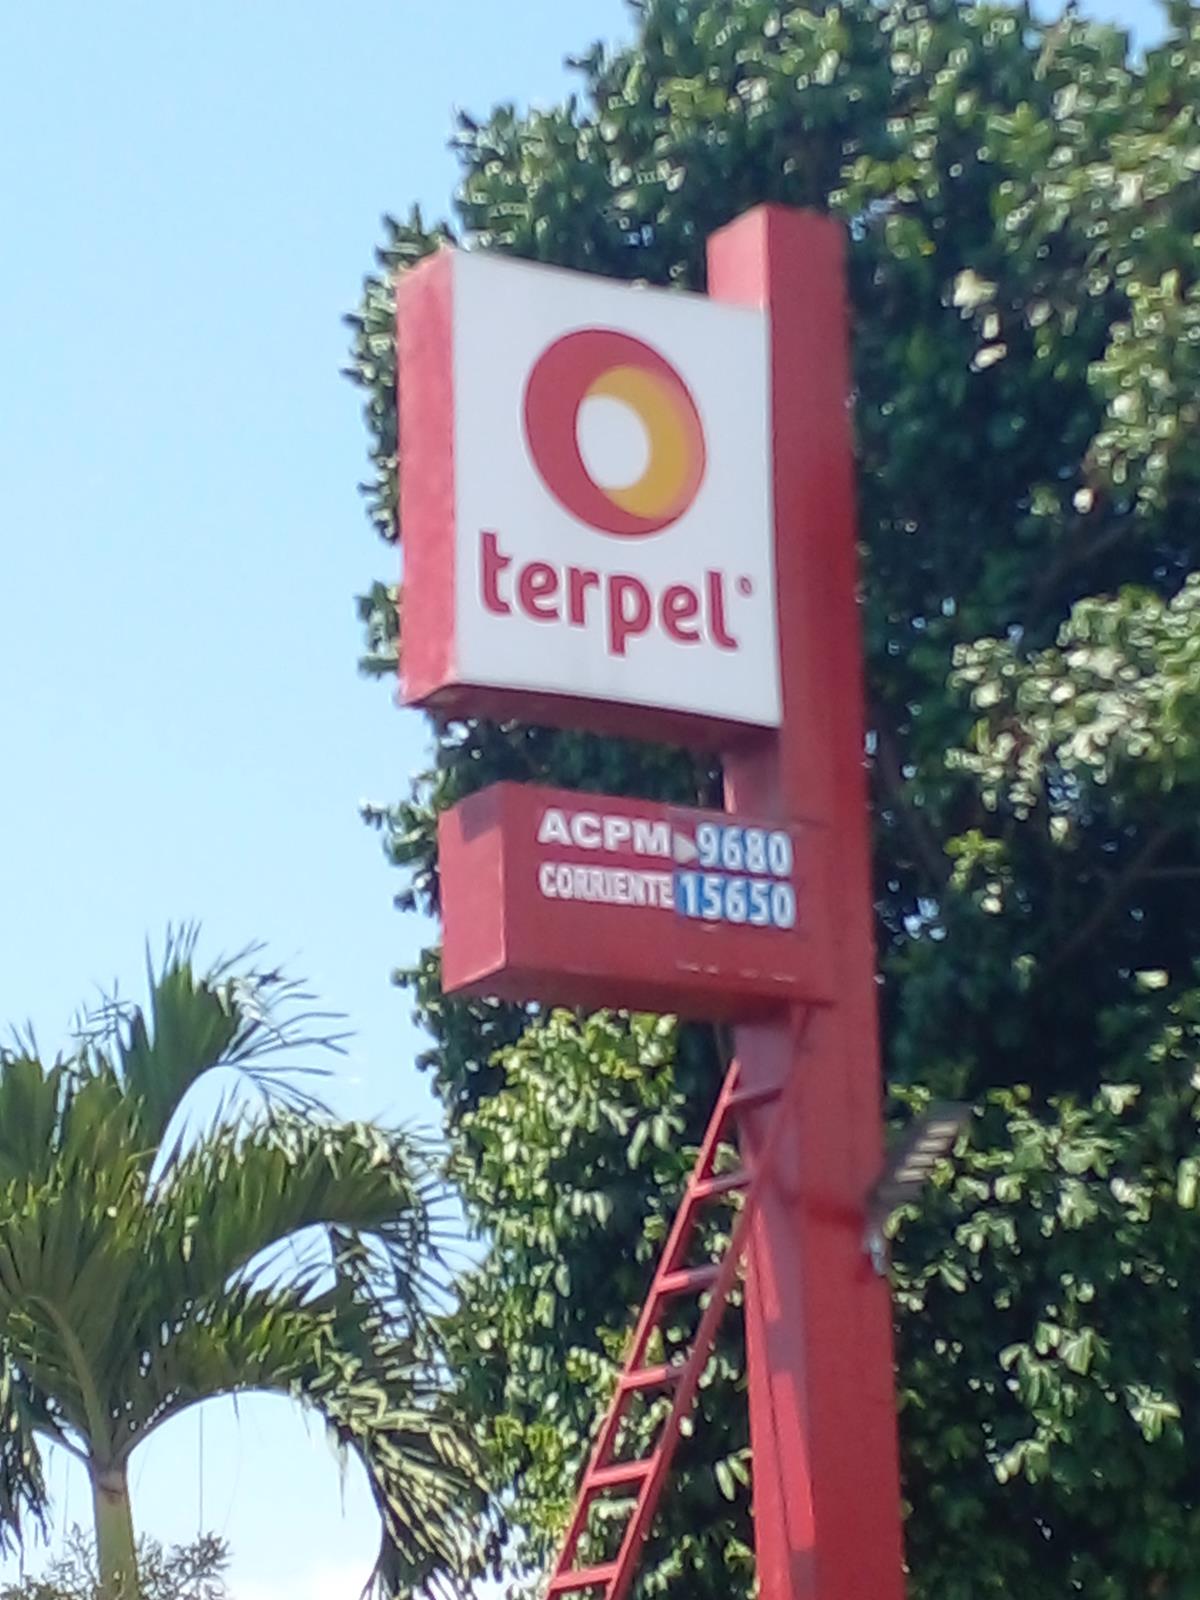 terpel
ACPM 9680
CORRIENTE 15650